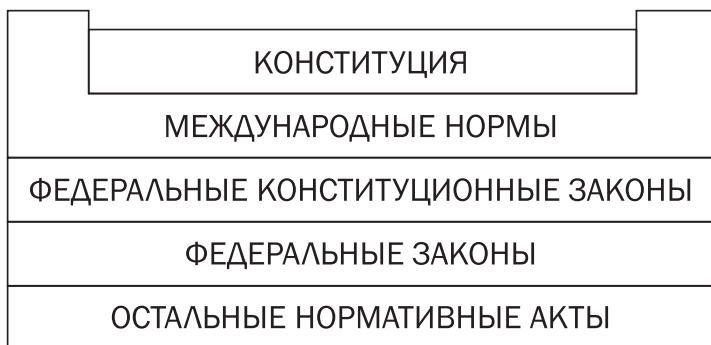 КОНСТИТУЦИЯ
МЕЖДУНАРОДНЫЕ НОРМЫ
ФЕДЕРАЛЬНЫЕ КОНСТИТУЦИОННЫЕ ЗАКОНЫ
ФЕДЕРАЛЬНЫЕ ЗАКОНЫ
ОСТАЛЬНЫЕ НОРМАТИВНЫЕ АКТЫ